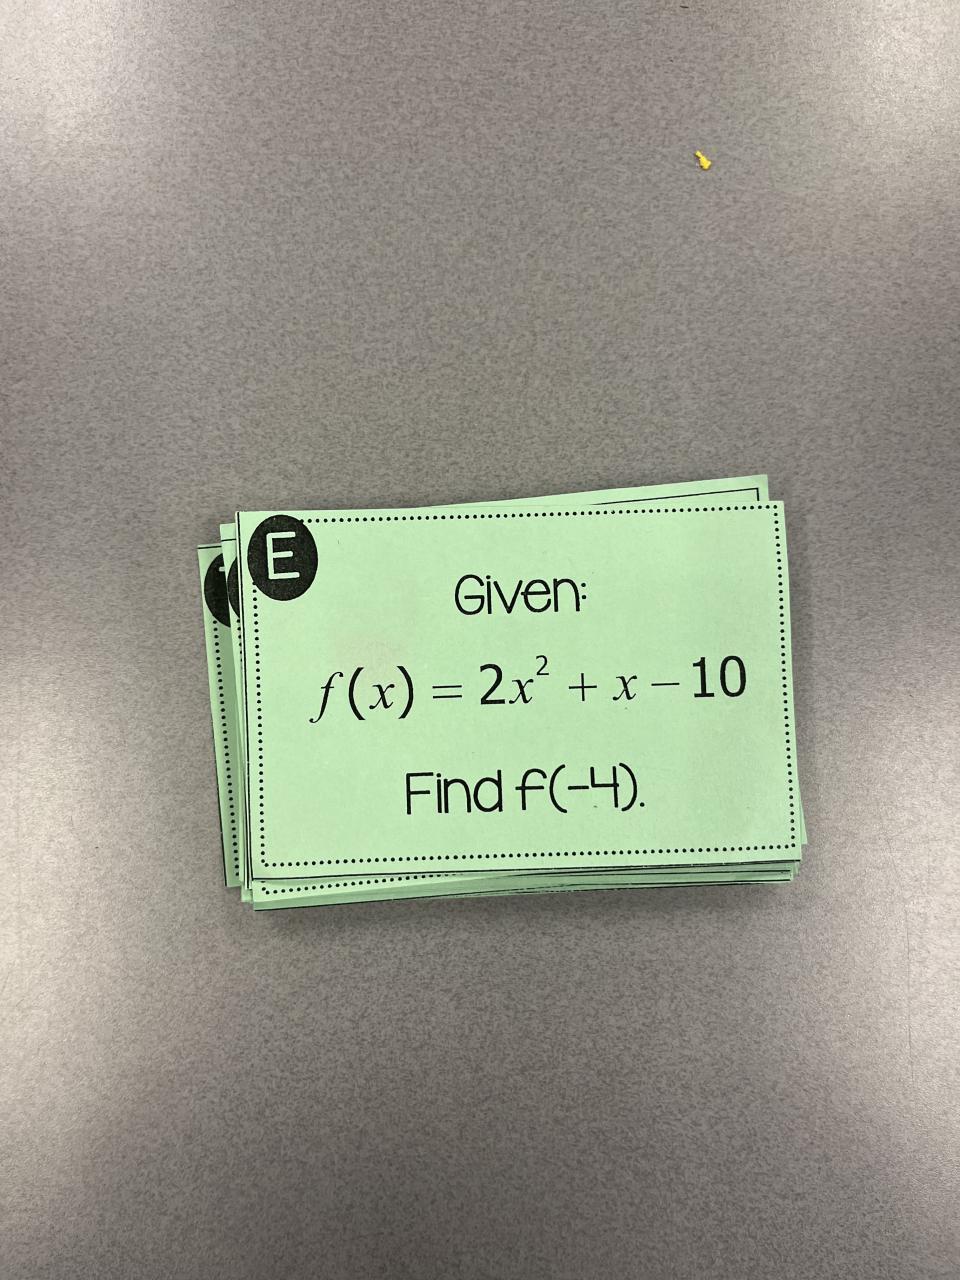 E
Given:
f(x) = 2x² + x − 10
Find f(-4).